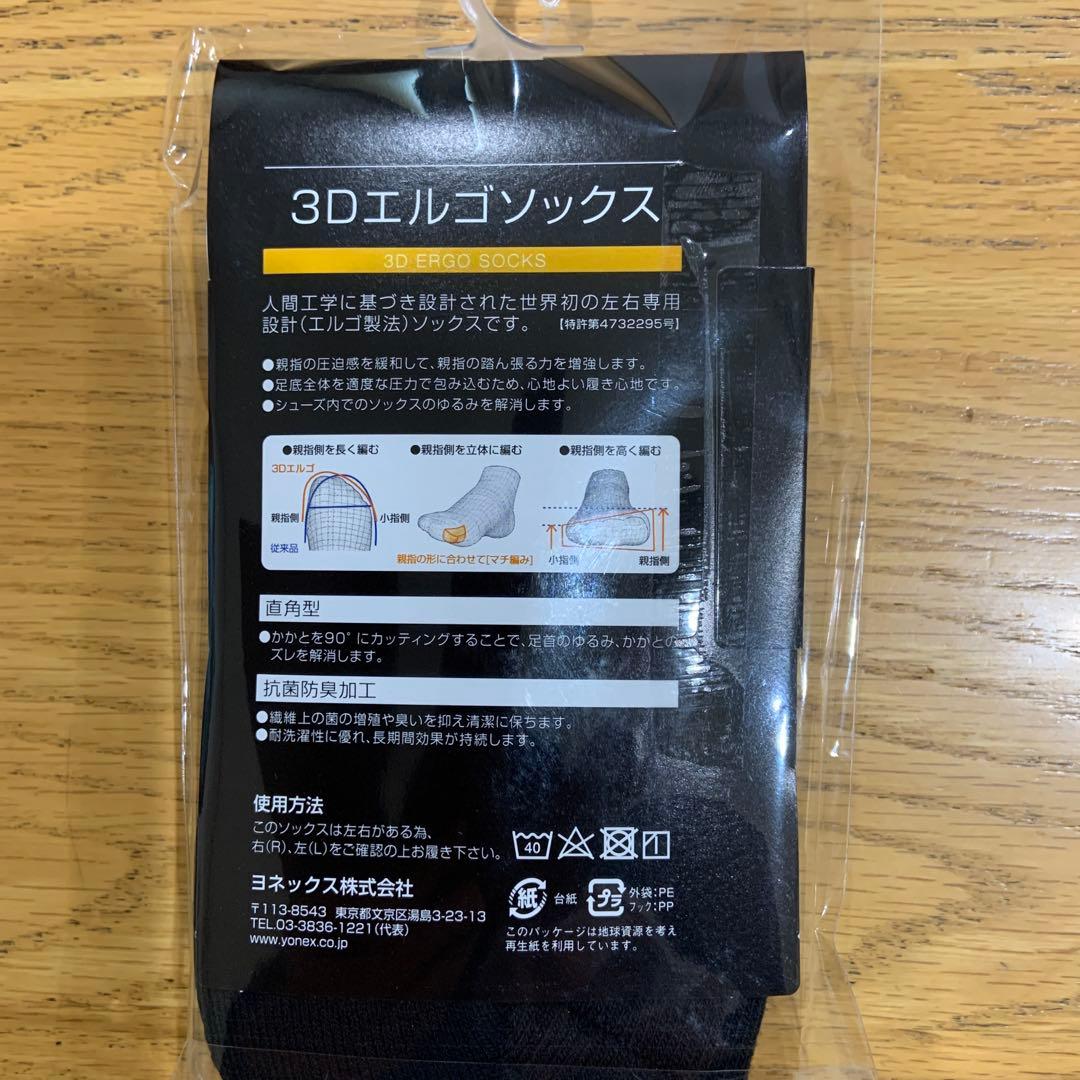 3Dエルゴソックス
3D ERGO SOCKS
人間工学に基づき設計された世界初の左右専用
設計(エルゴ製法)ソックスです。 【特許第4732295号】
●親指の圧迫感を緩和して、親指の踏ん張る力を増強します。
●足底全体を適度な圧力で包み込むため、心地よい履き心地です。
●シューズ内でのソックスのゆるみを解消します。
●親指側を長く編む ●親指側を立体に編む ●親指側を高く編む
3Dエルゴ
親指側 小指側
従来品
親指の形に合わせて[マチ編み]
小指側 親指側
直角型
●かかとを90°にカッティングすることで、足首のゆるみ、かかとの
ズレを解消します。
抗菌防臭加工
●繊維上の菌の増殖や臭いを抑え清潔に保ちます。
●耐洗濯性に優れ、長期間効果が持続します。
使用方法
このソックスは左右がある為、
右(R)、左(L)をご確認の上お履き下さい。
40
ヨネックス株式会社
〒113-8543 東京都文京区湯島3-23-13
TEL.03-3836-1221(代表)
www.yonex.co.jp
紙 台紙 プラ 外袋:PE
フック:PP
このパッケージは地球資源を考え
再生紙を利用しています。